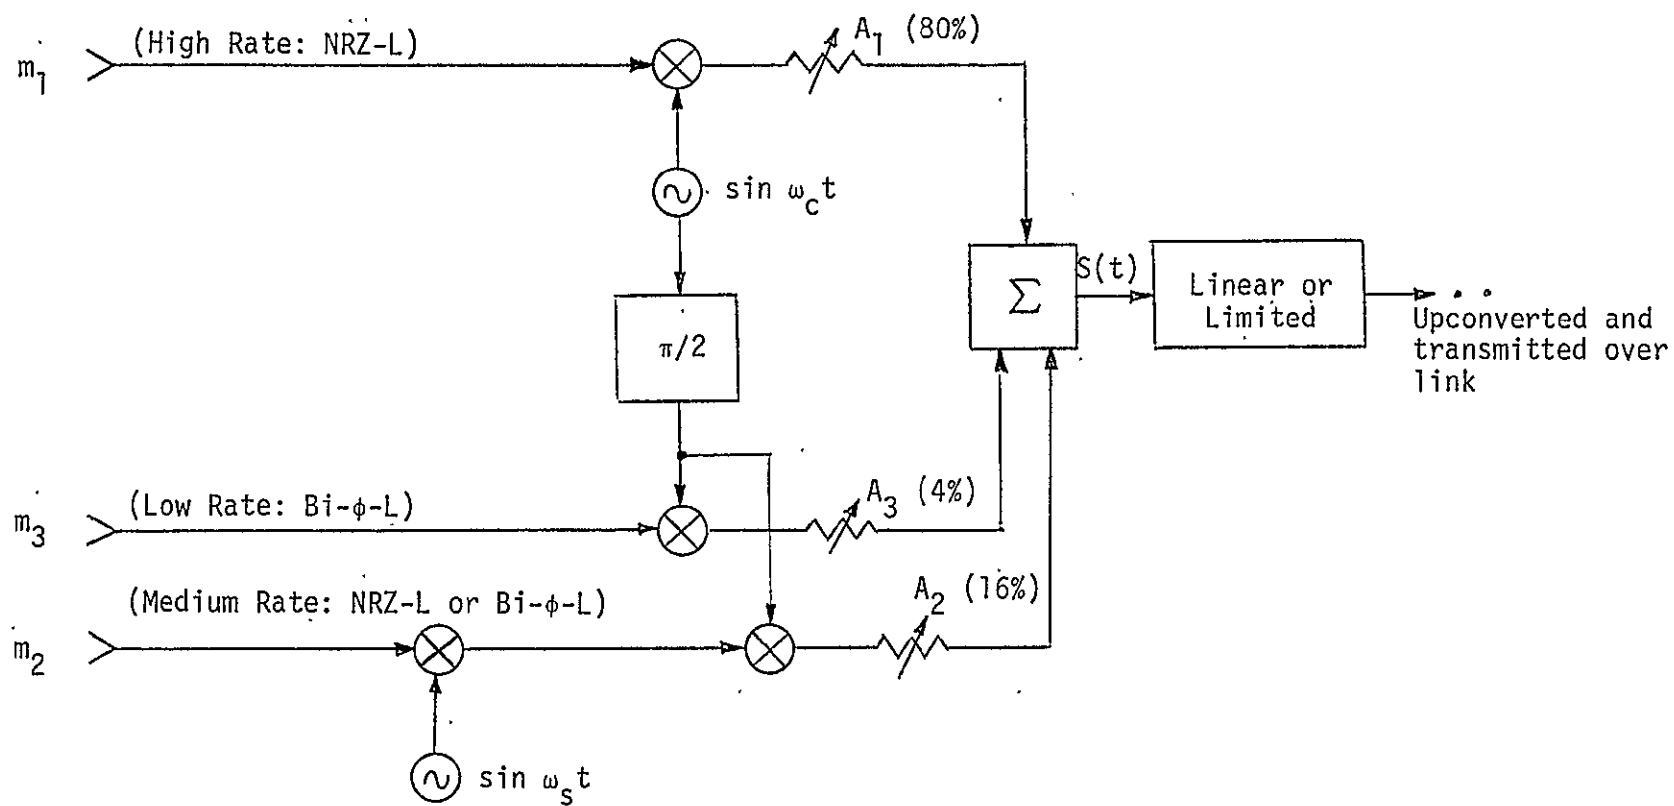 m1 (High Rate: NRZ-L)
A1 (80%)
sin ωct
π/2
Σ
S(t)
Linear or
Limited
Upconverted and
transmitted over
link
m3 (Low Rate: Bi-ϕ-L)
A3 (4%)
m2 (Medium Rate: NRZ-L or Bi-ϕ-L)
A2 (16%)
sin ωst